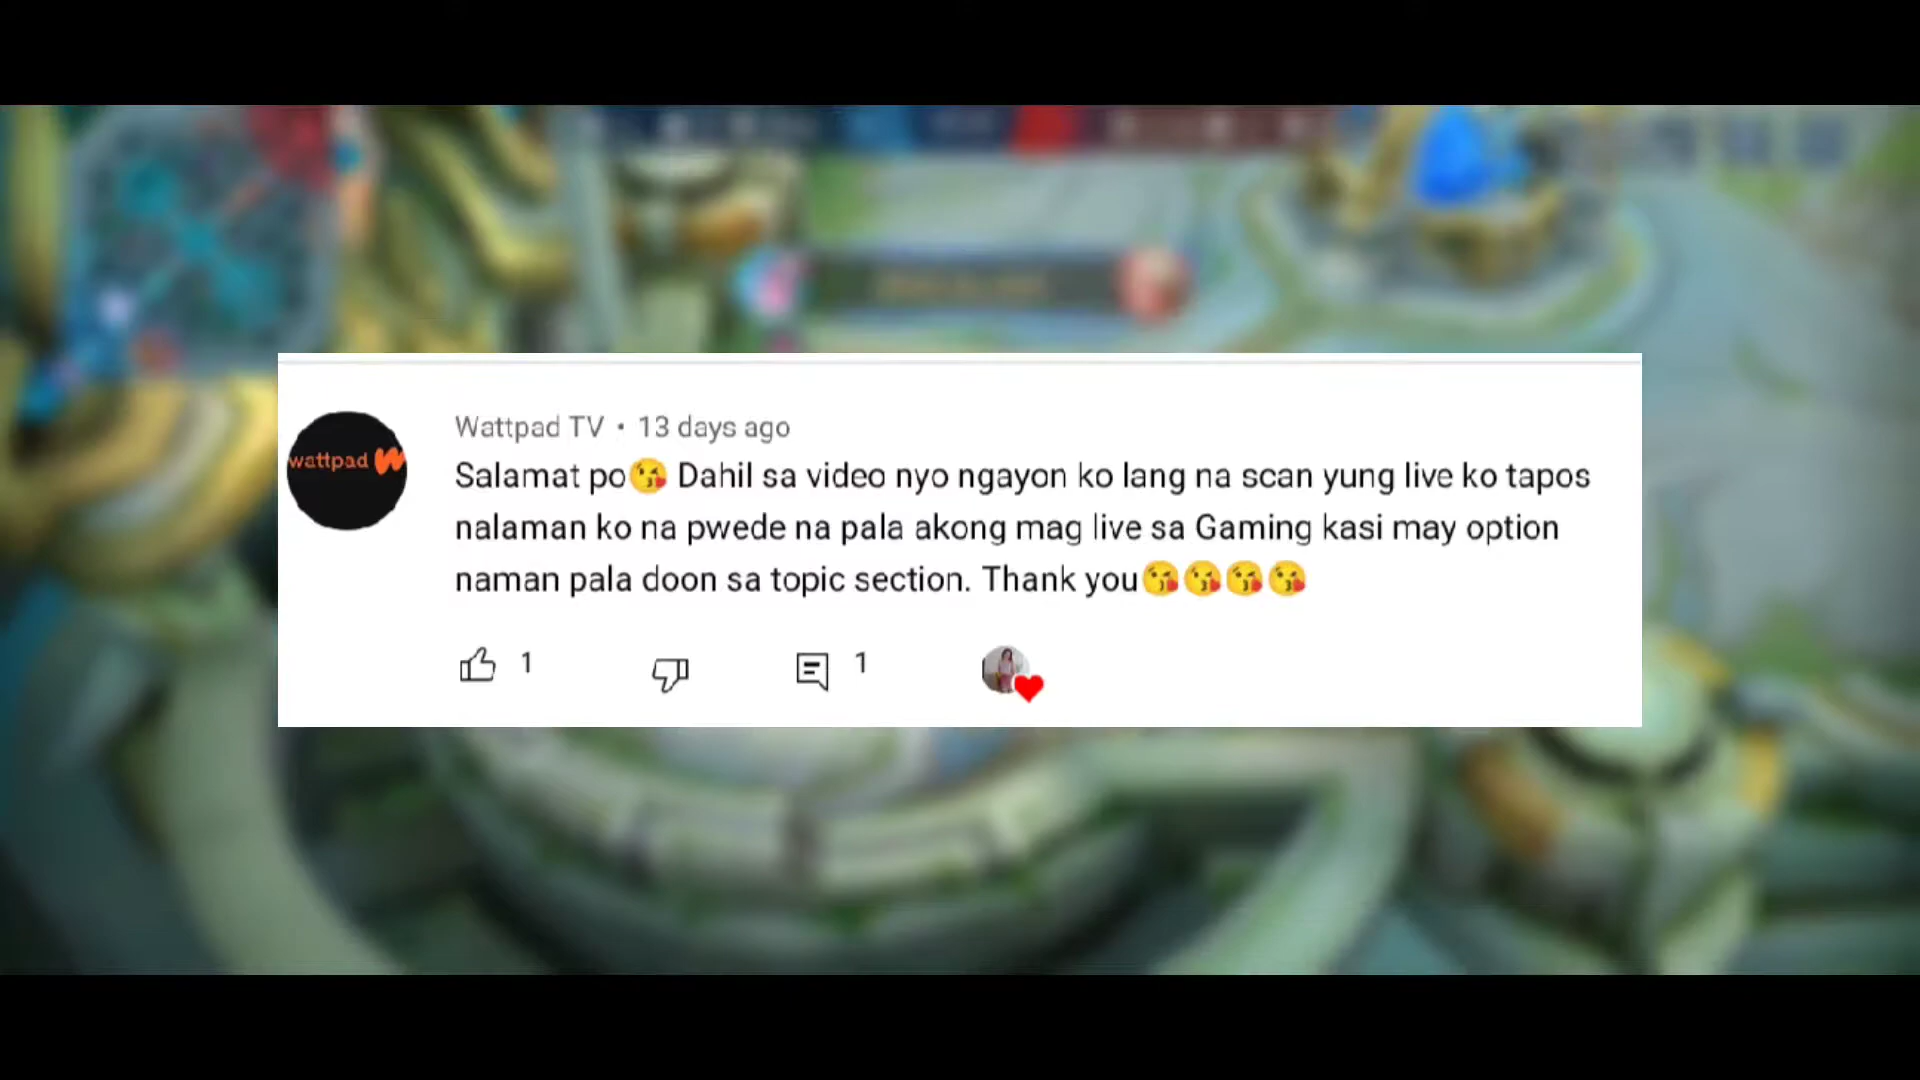 wattpad
Wattpad TV • 13 days ago
Salamat po😘 Dahil sa video nyo ngayon ko lang na scan yung live ko tapos
nalaman ko na pwede na pala akong mag live sa Gaming kasi may option
naman pala doon sa topic section. Thank you😘😘😘😘
1
1